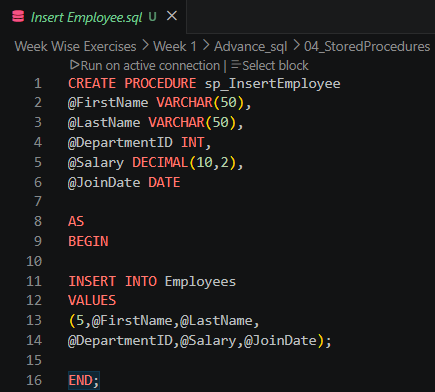 Insert Employee.sql U ×
Week Wise Exercises > Week 1 > Advance_sql > 04_StoredProcedures
▷Run on active connection | ≡Select block
1 CREATE PROCEDURE sp_InsertEmployee
2 @FirstName VARCHAR(50),
3 @LastName VARCHAR(50),
4 @DepartmentID INT,
5 @Salary DECIMAL(10,2),
6 @JoinDate DATE
7
8 AS
9 BEGIN
10
11 INSERT INTO Employees
12 VALUES
13 (5,@FirstName,@LastName,
14 @DepartmentID,@Salary,@JoinDate);
15
16 END;